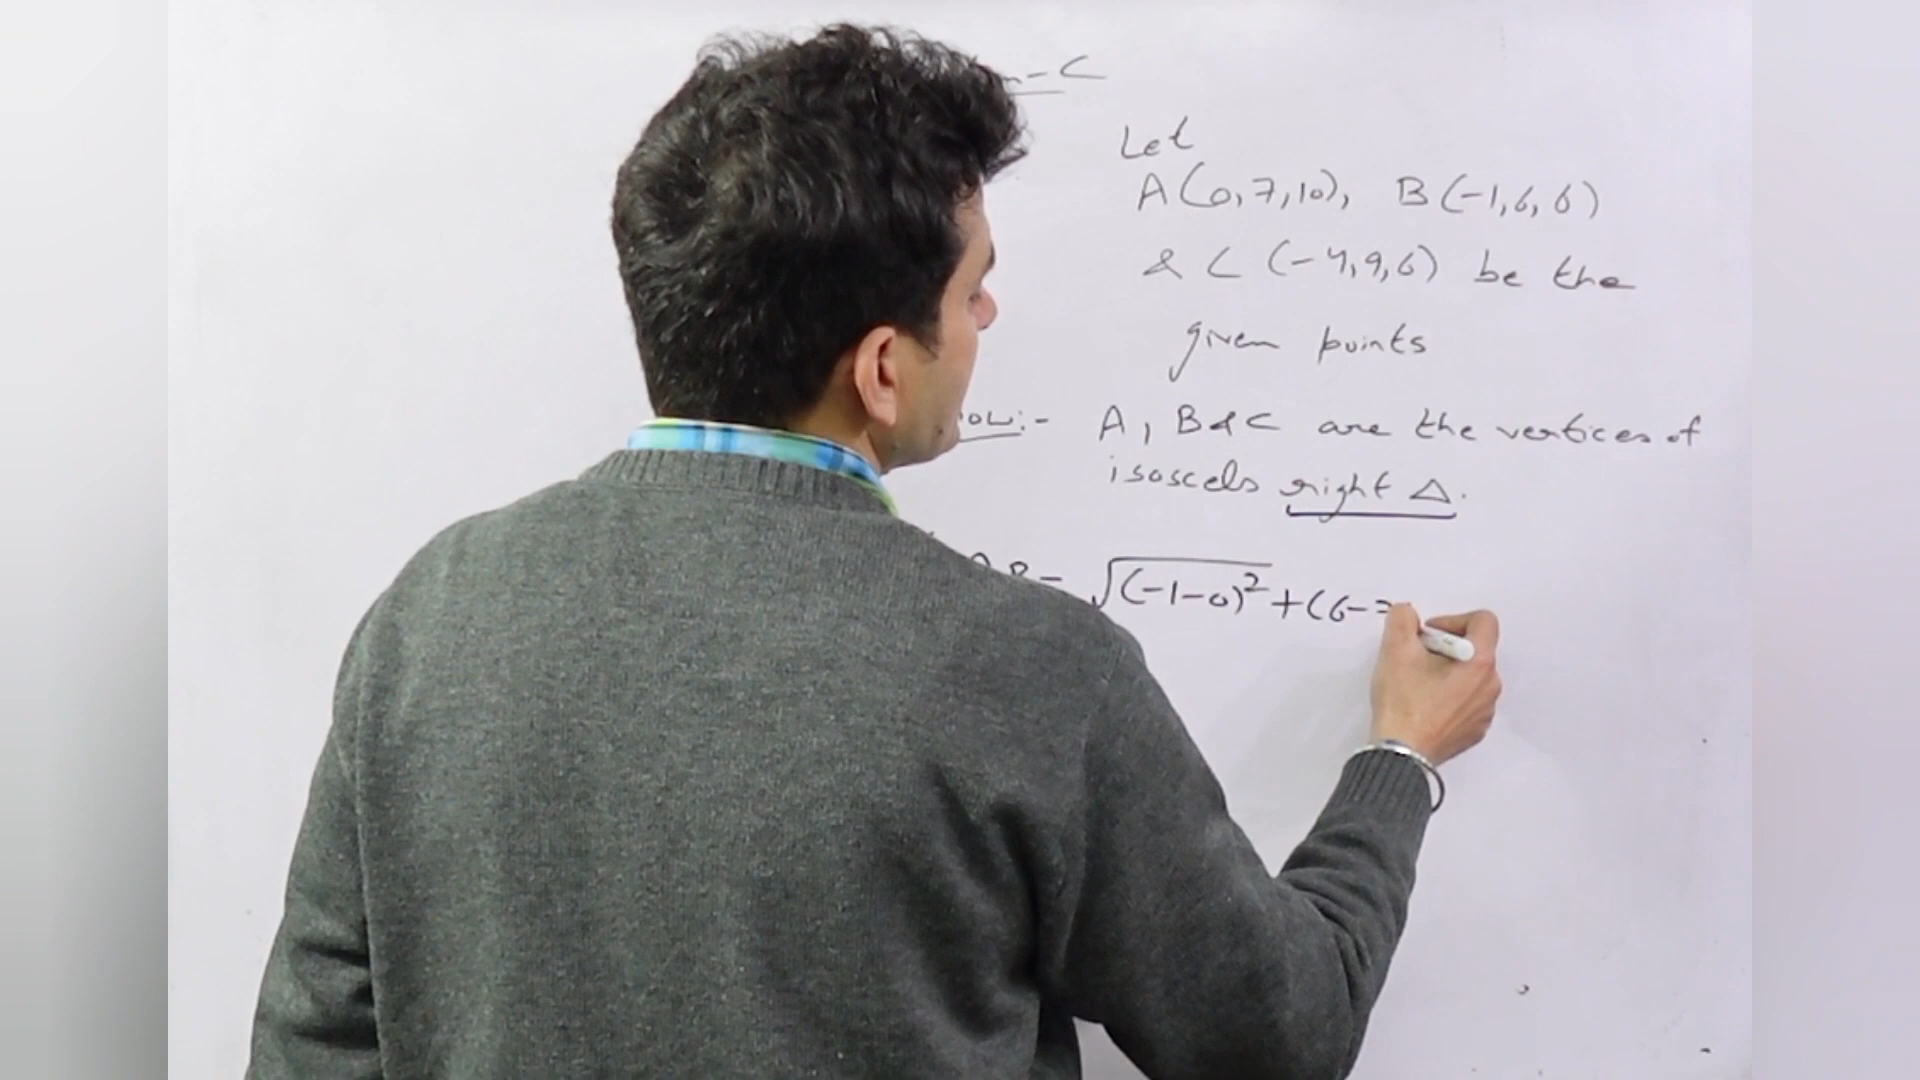 Let
A(0,7,10), B(-1,6,6)
& C (-4,9,6) be the
given points
A, B & C are the vertices of
isoscels right Δ.
√(-1-0)²+(6-7